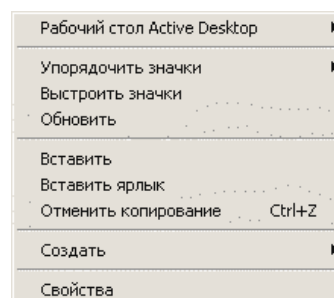 Рабочий стол Active Desktop
Упорядочить значки
Выстроить значки
Обновить
Вставить
Вставить ярлык
Отменить копирование Ctrl+Z
Создать
Свойства